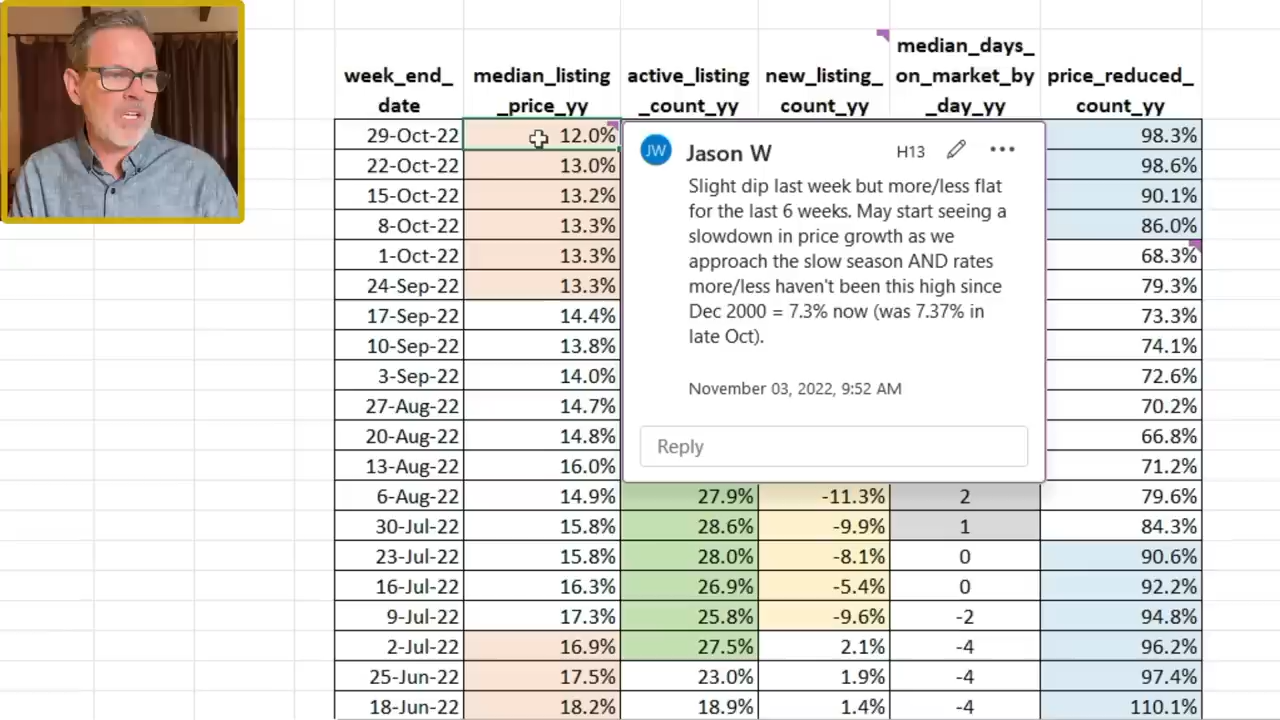 week_end_ median_listing active_listing new_listing_ median_days_ price_reduced_
date _price_yy _count_yy count_yy on_market_by count_yy
_day_yy
29-Oct-22 12.0% 98.3%
22-Oct-22 13.0% 98.6%
15-Oct-22 13.2% 90.1%
8-Oct-22 13.3% 86.0%
1-Oct-22 13.3% 68.3%
24-Sep-22 13.3% 79.3%
17-Sep-22 14.4% 73.3%
10-Sep-22 13.8% 74.1%
3-Sep-22 14.0% 72.6%
27-Aug-22 14.7% 70.2%
20-Aug-22 14.8% 66.8%
13-Aug-22 16.0% 71.2%
6-Aug-22 14.9% 27.9% -11.3% 2 79.6%
30-Jul-22 15.8% 28.6% -9.9% 1 84.3%
23-Jul-22 15.8% 28.0% -8.1% 0 90.6%
16-Jul-22 16.3% 26.9% -5.4% 0 92.2%
9-Jul-22 17.3% 25.8% -9.6% -2 94.8%
2-Jul-22 16.9% 27.5% 2.1% -4 96.2%
25-Jun-22 17.5% 23.0% 1.9% -4 97.4%
18-Jun-22 18.2% 18.9% 1.4% -4 110.1%
JW Jason W H13
Slight dip last week but more/less flat
for the last 6 weeks. May start seeing a
slowdown in price growth as we
approach the slow season AND rates
more/less haven't been this high since
Dec 2000 = 7.3% now (was 7.37% in
late Oct).
November 03, 2022, 9:52 AM
Reply